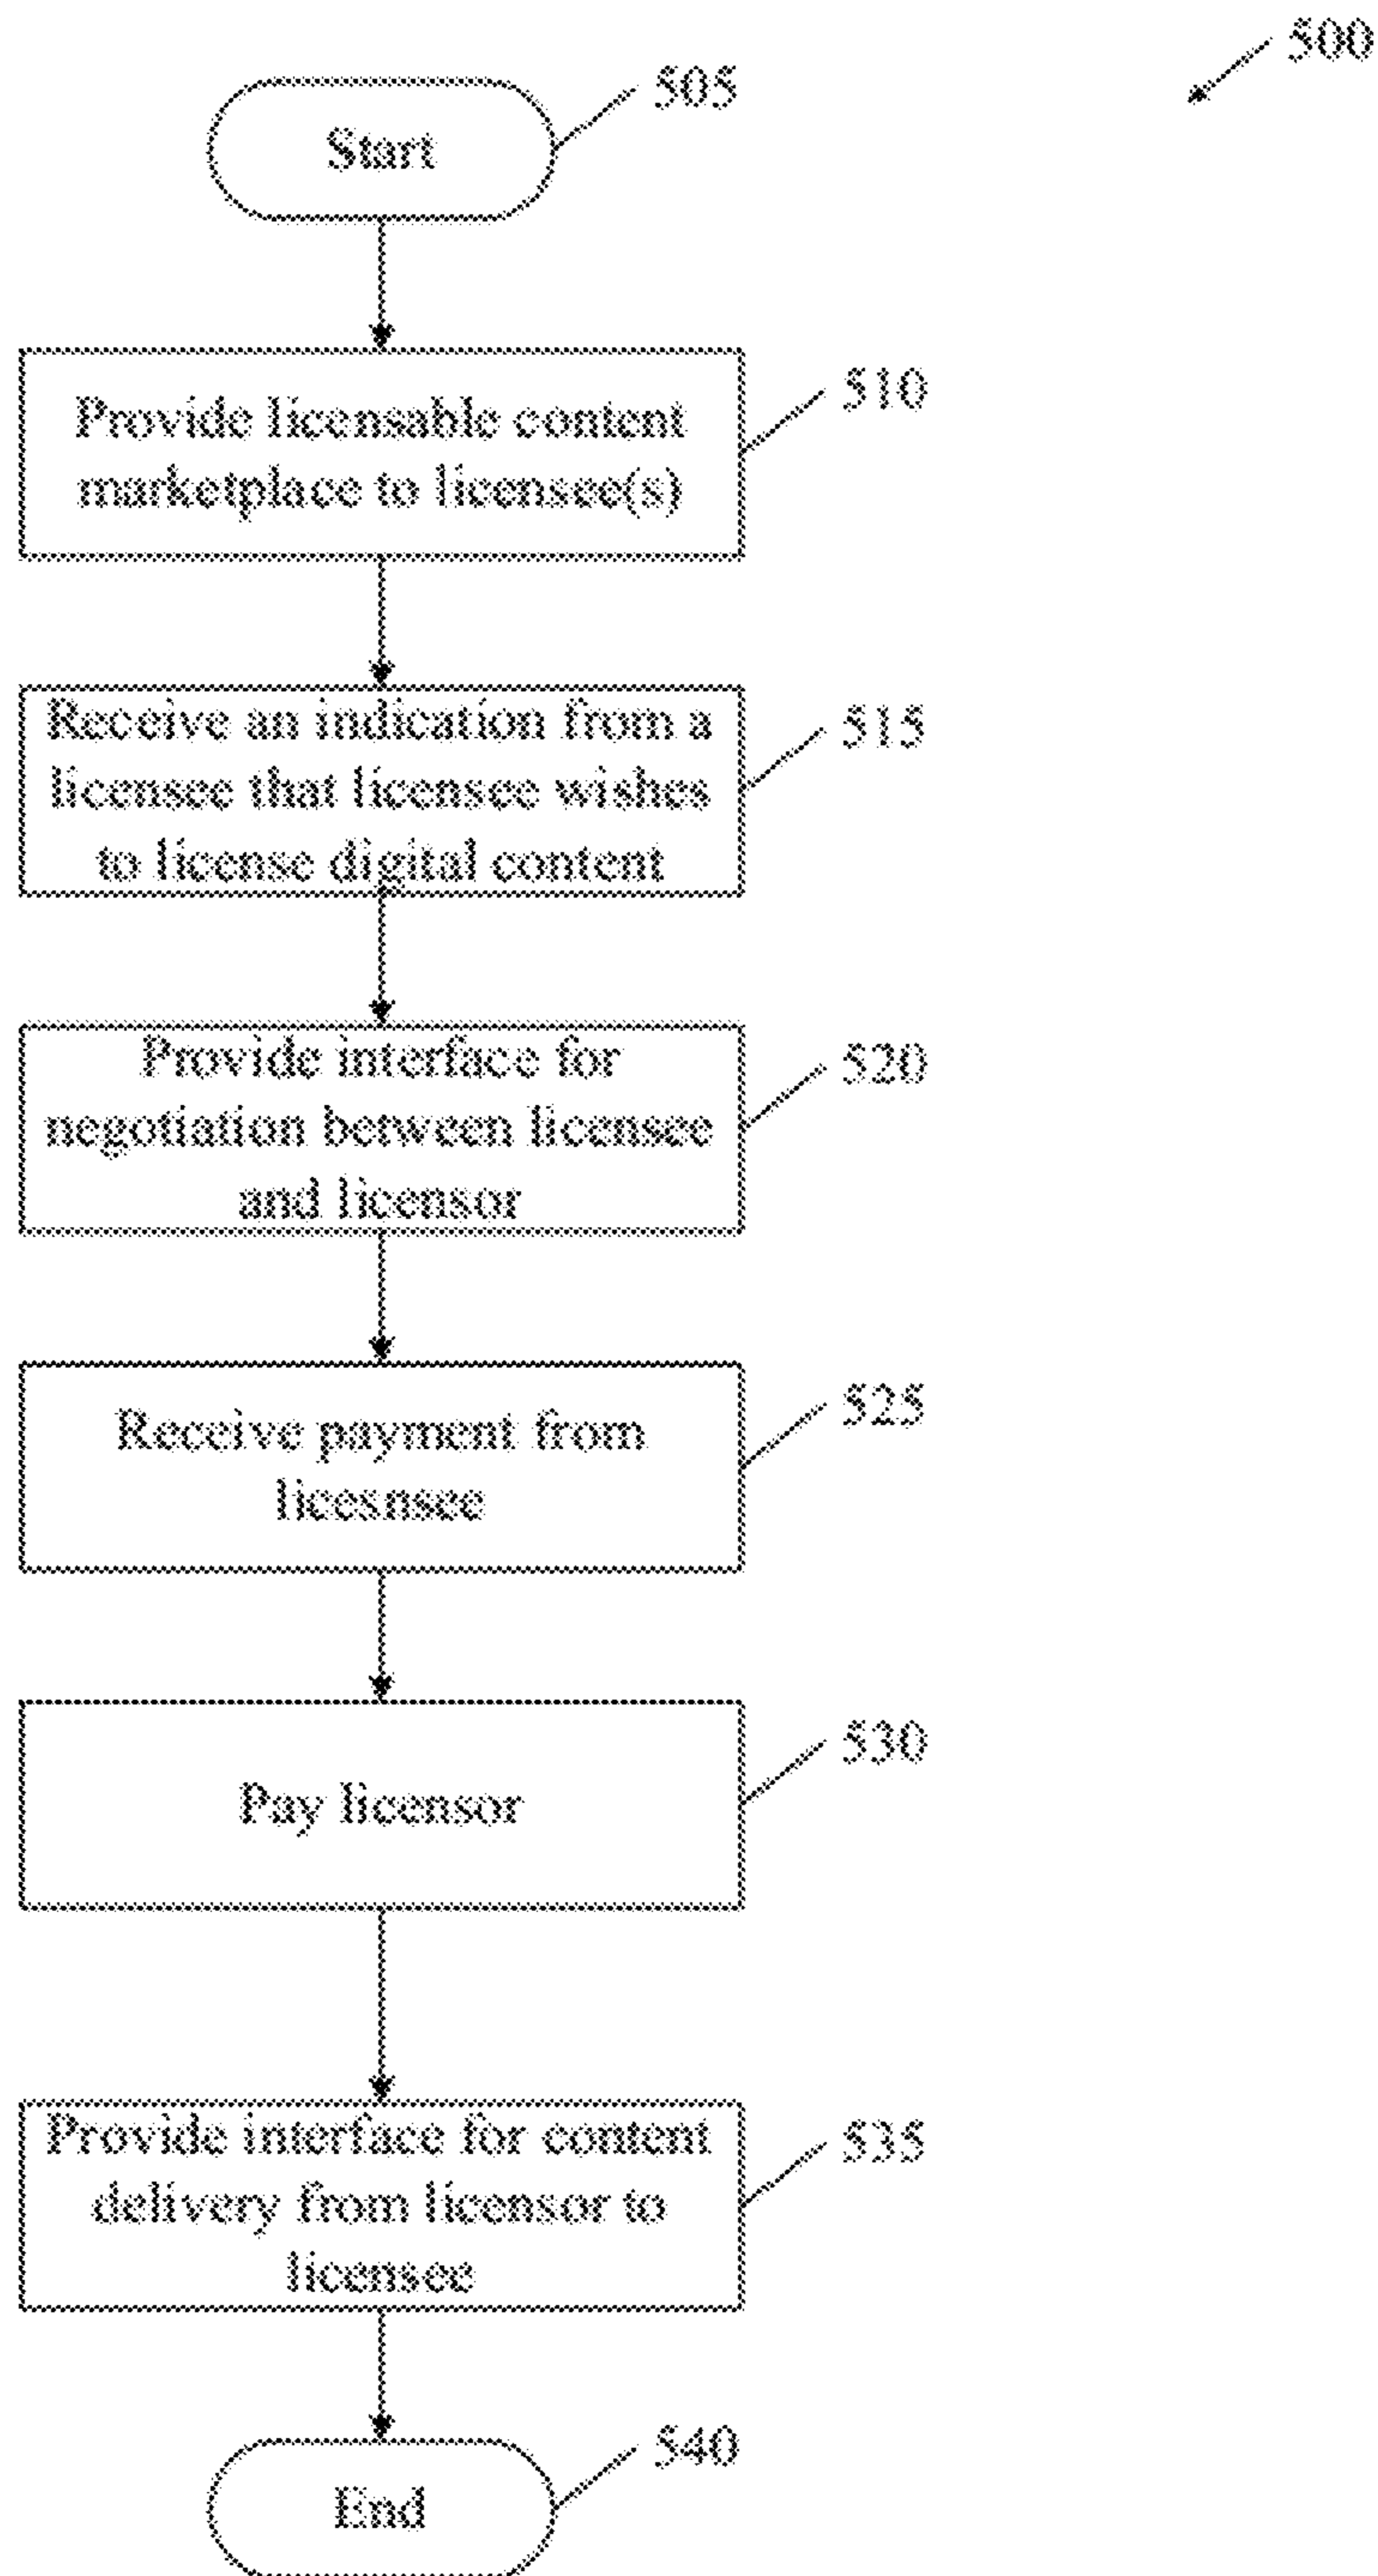 500
505
Start
510
Provide licensable content
marketplace to licensee(s)
515
Receive an indication from a
licensee that licensee wishes
to license digital content
520
Provide interface for
negotiation between licensee
and licensor
525
Receive payment from
licesnsee
530
Pay licensor
535
Provide interface for content
delivery from licensor to
licensee
540
End